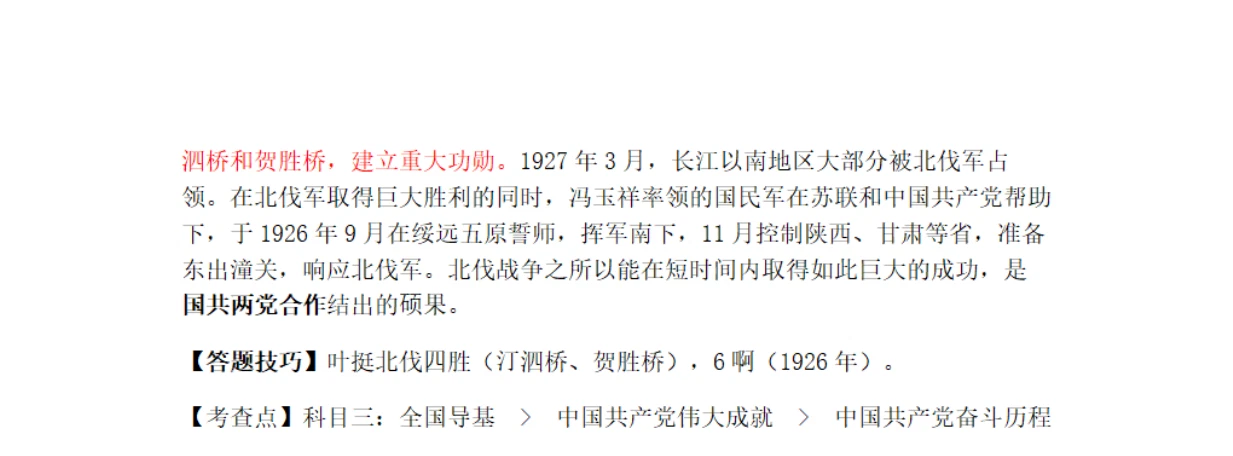 泗桥和贺胜桥，建立重大功勋。1927 年 3 月，长江以南地区大部分被北伐军占
领。在北伐军取得巨大胜利的同时，冯玉祥率领的国民军在苏联和中国共产党帮助
下，于 1926 年 9 月在绥远五原誓师，挥军南下，11 月控制陕西、甘肃等省，准备
东出潼关，响应北伐军。北伐战争之所以能在短时间内取得如此巨大的成功，是
国共两党合作结出的硕果。
【答题技巧】叶挺北伐四胜（汀泗桥、贺胜桥），6 啊（1926 年）。
【考查点】科目三：全国导基 > 中国共产党伟大成就 > 中国共产党奋斗历程